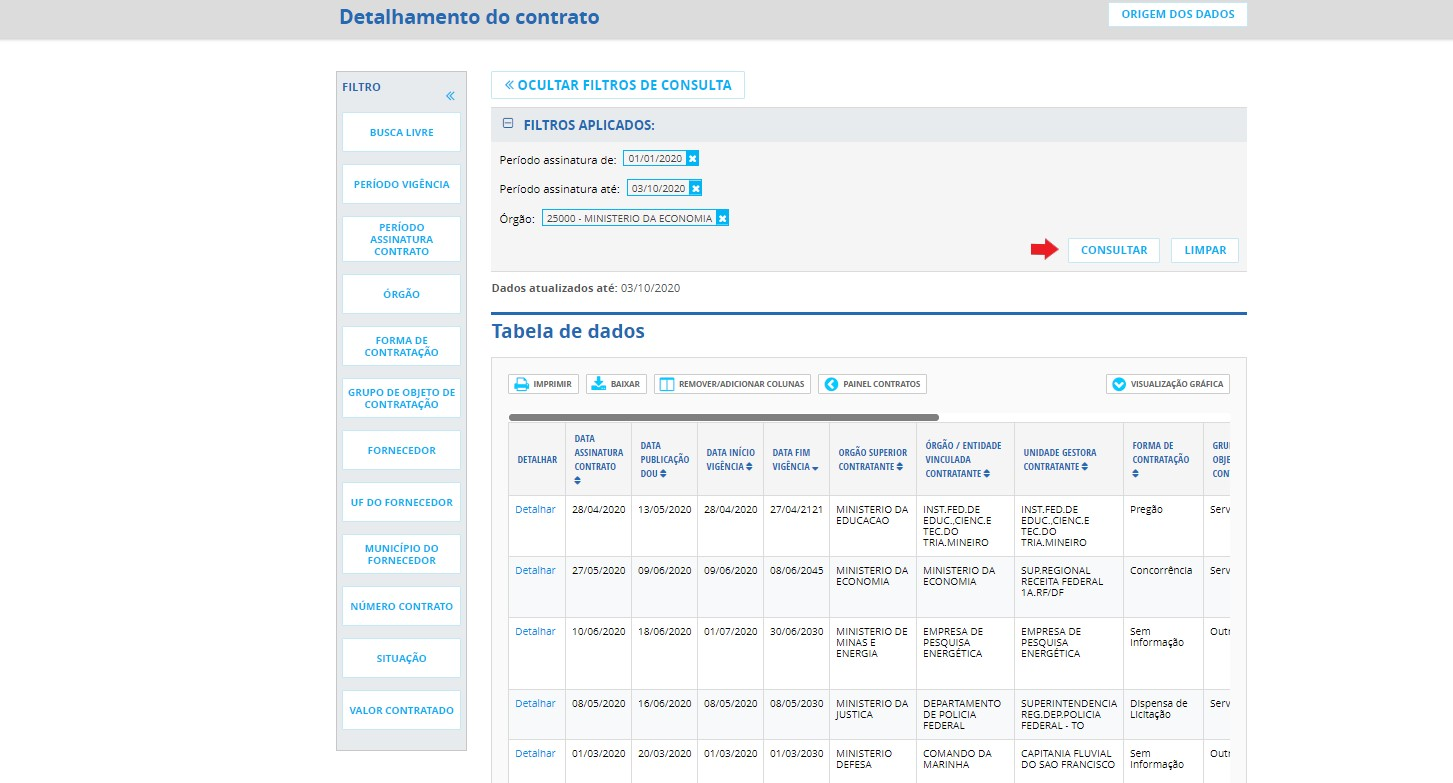 Detalhamento do contrato
ORIGEM DOS DADOS
FILTRO
«
BUSCA LIVRE
PERÍODO VIGÊNCIA
PERÍODO
ASSINATURA
CONTRATO
ÓRGÃO
FORMA DE
CONTRATAÇÃO
GRUPO DE OBJETO DE
CONTRATAÇÃO
FORNECEDOR
UF DO FORNECEDOR
MUNICÍPIO DO
FORNECEDOR
NÚMERO CONTRATO
SITUAÇÃO
VALOR CONTRATADO
« OCULTAR FILTROS DE CONSULTA
FILTROS APLICADOS:
Período assinatura de: 01/01/2020
Período assinatura até: 03/10/2020
Órgão: 25000 - MINISTERIO DA ECONOMIA
CONSULTAR LIMPAR
Dados atualizados até: 03/10/2020
Tabela de dados
IMPRIMIR BAIXAR REMOVER/ADICIONAR COLUNAS PAINEL CONTRATOS VISUALIZAÇÃO GRÁFICA
DETALHAR
DATA
ASSINATURA
CONTRATO
DATA
PUBLICAÇÃO
DOU
DATA INÍCIO
VIGÊNCIA
DATA FIM
VIGÊNCIA
ORGÃO SUPERIOR
CONTRATANTE
ÓRGÃO / ENTIDADE
VINCULADA
CONTRATANTE
UNIDADE GESTORA
CONTRATANTE
FORMA DE
CONTRATAÇÃO
GRU
OBJE
CON
Detalhar
28/04/2020
13/05/2020
28/04/2020
27/04/2121
MINISTERIO DA
EDUCACAO
INST.FED.DE
EDUC.,CIENC.E
TEC.DO
TRIA.MINEIRO
INST.FED.DE
EDUC.,CIENC.E
TEC.DO
TRIA.MINEIRO
Pregão
Serv
Detalhar
27/05/2020
09/06/2020
09/06/2020
08/06/2045
MINISTERIO DA
ECONOMIA
MINISTERIO DA
ECONOMIA
SUP.REGIONAL
RECEITA FEDERAL
1A.RF/DF
Concorrência
Serv
Detalhar
10/06/2020
18/06/2020
01/07/2020
30/06/2030
MINISTERIO DE
MINAS E
ENERGIA
EMPRESA DE
PESQUISA
ENERGÉTICA
EMPRESA DE
PESQUISA
ENERGÉTICA
Sem
Informação
Outr
Detalhar
08/05/2020
16/06/2020
08/05/2020
08/05/2030
MINISTERIO DA
JUSTICA
DEPARTAMENTO
DE POLICIA
FEDERAL
SUPERINTENDENCIA
REG.DEP.POLICIA
FEDERAL - TO
Dispensa de
Licitação
Serv
Detalhar
01/03/2020
20/03/2020
01/03/2020
01/03/2030
MINISTERIO
DEFESA
COMANDO DA
MARINHA
CAPITANIA FLUVIAL
DO SAO FRANCISCO
Sem
Informação
Outr